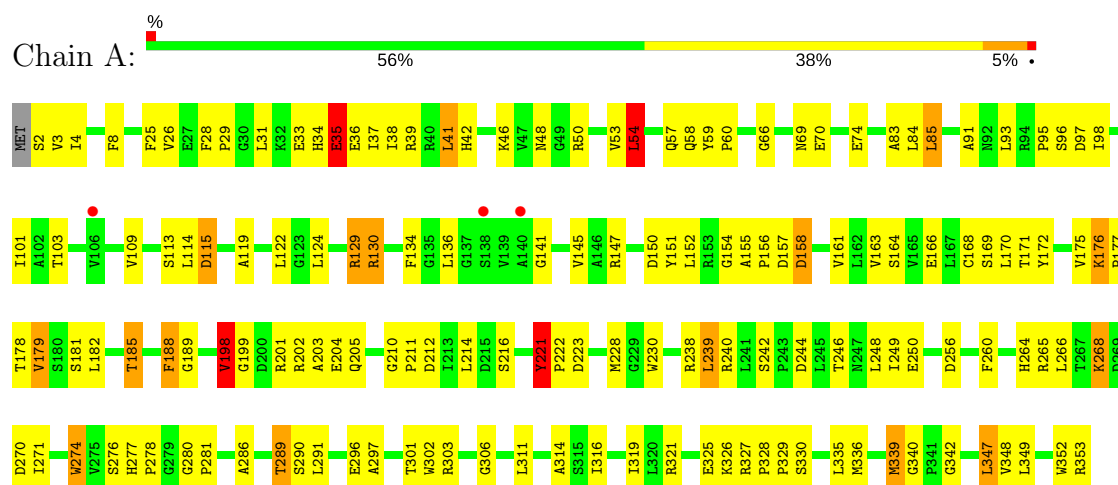 %
Chain A:
56% 38% 5% •
MET S2 V3 I4 F8 F25 V26 E27 F28 P29 G30 L31 K32 E33 H34 E35 E36 I37 I38 R39 R40 L41 H42 K46 V47 N48 G49 R50 V53 L54 Q57 Q58 Y59 P60 G66 N69 E70 E74 A83 L84 L85 A91 N92 L93 R94 P95 S96 D97 I98
I101 A102 T103 V106 V109 S113 L114 D115 A119 L122 G123 L124 R129 R130 F134 G135 L136 G137 S138 V139 A140 G141 V145 A146 R147 D150 Y151 L152 R153 G154 A155 P156 D157 D158 V161 L162 V163 S164 V165 E166 L167 C168 S169 L170 T171 Y172 V175 K176 P177
T178 V179 S180 S181 L182 T185 F188 G189 V198 G199 D200 R201 R202 A203 E204 Q205 G210 P211 D212 I213 L214 D215 S216 Y221 P222 D223 M228 G229 W230 R238 L239 R240 L241 S242 P243 D244 L245 T246 N247 L248 I249 E250 D256 F260 H264 R265 L266 T267 K268 D269
D270 I271 W274 V275 S276 H277 P278 G279 G280 P281 A286 T289 S290 L291 E296 A297 T301 W302 R303 G306 L311 A314 S315 I316 I319 L320 R321 E325 K326 R327 P328 P329 S330 L335 M336 M339 G340 P341 G342 L347 V348 L349 W352 R353